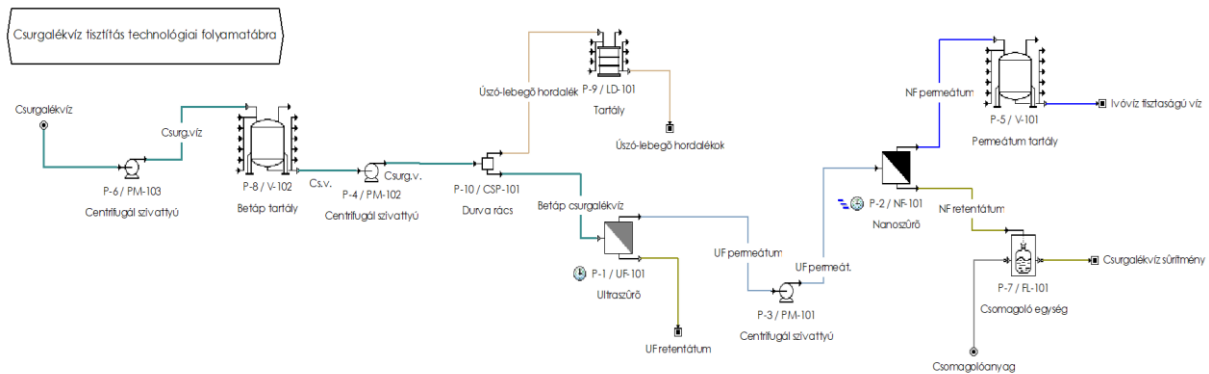 Csurgalékvíz tisztítás technológiai folyamatábra
Csurgalékvíz
P-6 / PM-103
Centrifugál szivattyú
Csurg.víz
P-8 / V-102
Betáp tartály
Cs.v.
P-4 / PM-102
Centrifugál szivattyú
Csurg.v.
P-10 / CSP-101
Durva rács
Úszó-lebegő hordalék
P-9 / LD-101
Tartály
Úszó-lebegő hordalékok
Betáp csurgalékvíz
P-1 / UF-101
Ultraszűrő
UF retentátum
UF permeátum
P-3 / PM-101
Centrifugál szivattyú
UF permeát.
P-2 / NF-101
Nanoszűrő
NF permeátum
P-5 / V-101
Permeátum tartály
Ivóvíz tisztaságú víz
NF retentátum
P-7 / FL-101
Csomagoló egység
Csurgalékvíz sűrítmény
Csomagolóanyag